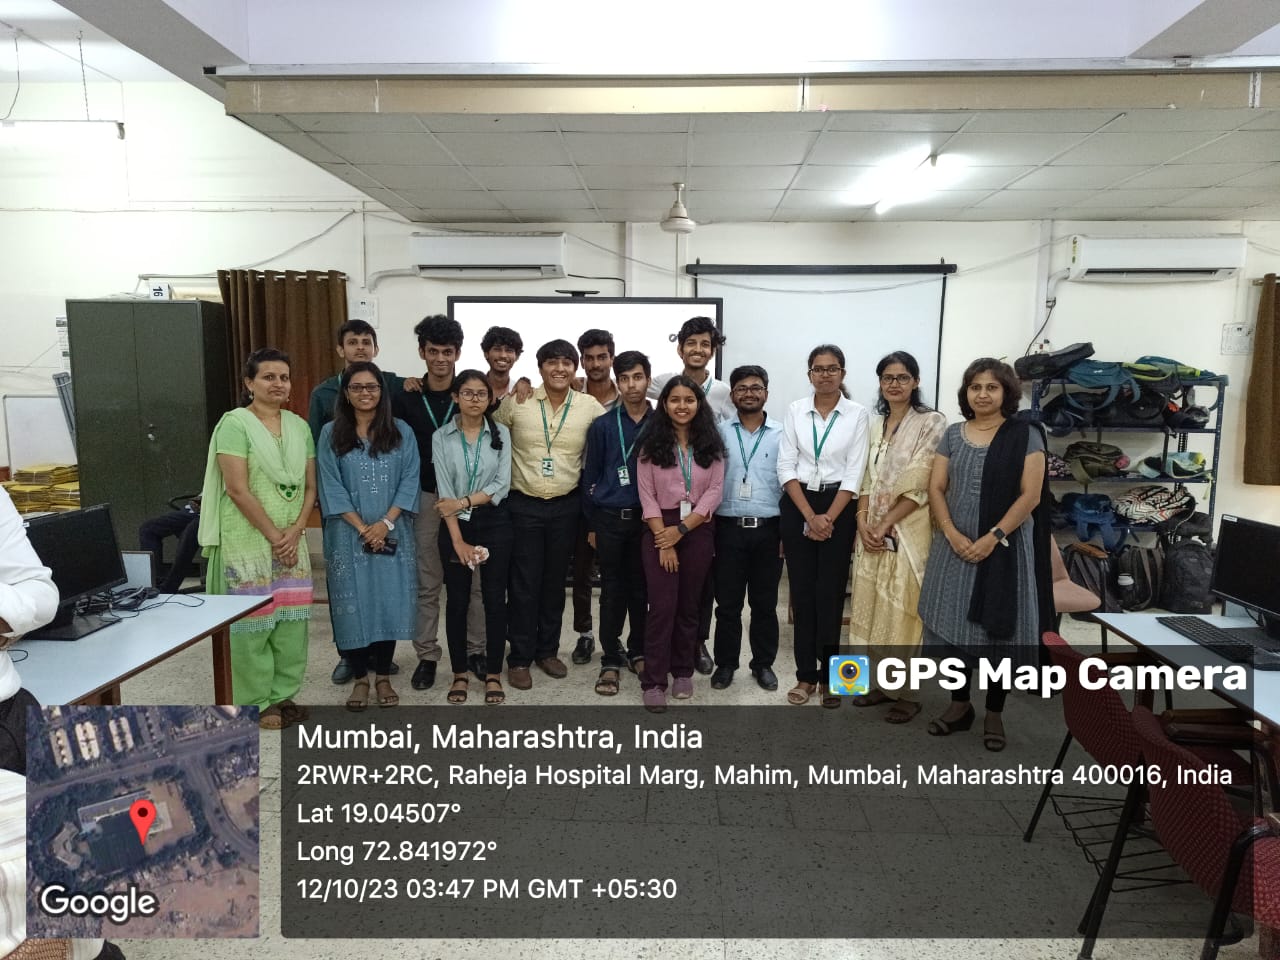 16
GPS Map Camera
Mumbai, Maharashtra, India
2RWR+2RC, Raheja Hospital Marg, Mahim, Mumbai, Maharashtra 400016, India
Lat 19.04507°
Long 72.841972°
12/10/23 03:47 PM GMT +05:30
Google